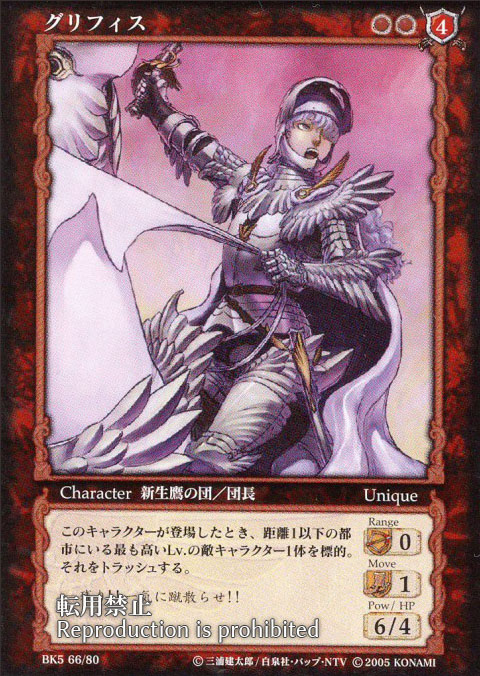 グリフィス
4
Character 新生鷹の団／団長 Unique
このキャラクターが登場したとき、距離1以下の都
市にいる最も高いLv.の敵キャラクター1体を標的。
それをトラッシュする。
に蹴散らせ!!
転用禁止
Reproduction is prohibited
Range
0
Move
1
Pow/ HP
6/4
BK5 66/80
© 三浦建太郎/白泉社・バップ・NTV © 2005 KONAMI